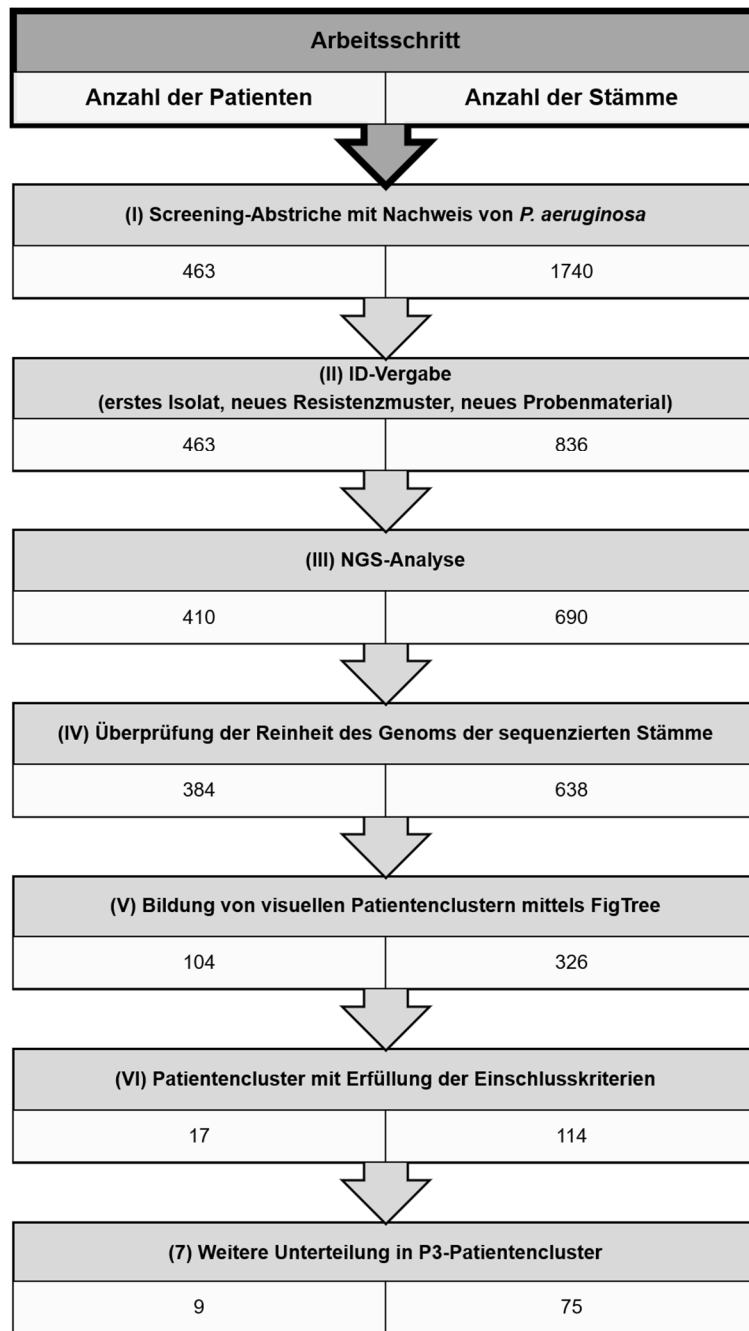 Arbeitsschritt
Anzahl der Patienten Anzahl der Stämme
(I) Screening-Abstriche mit Nachweis von P. aeruginosa
463 1740
(II) ID-Vergabe
(erstes Isolat, neues Resistenzmuster, neues Probenmaterial)
463 836
(III) NGS-Analyse
410 690
(IV) Überprüfung der Reinheit des Genoms der sequenzierten Stämme
384 638
(V) Bildung von visuellen Patientenclustern mittels FigTree
104 326
(VI) Patientencluster mit Erfüllung der Einschlusskriterien
17 114
(7) Weitere Unterteilung in P3-Patientencluster
9 75